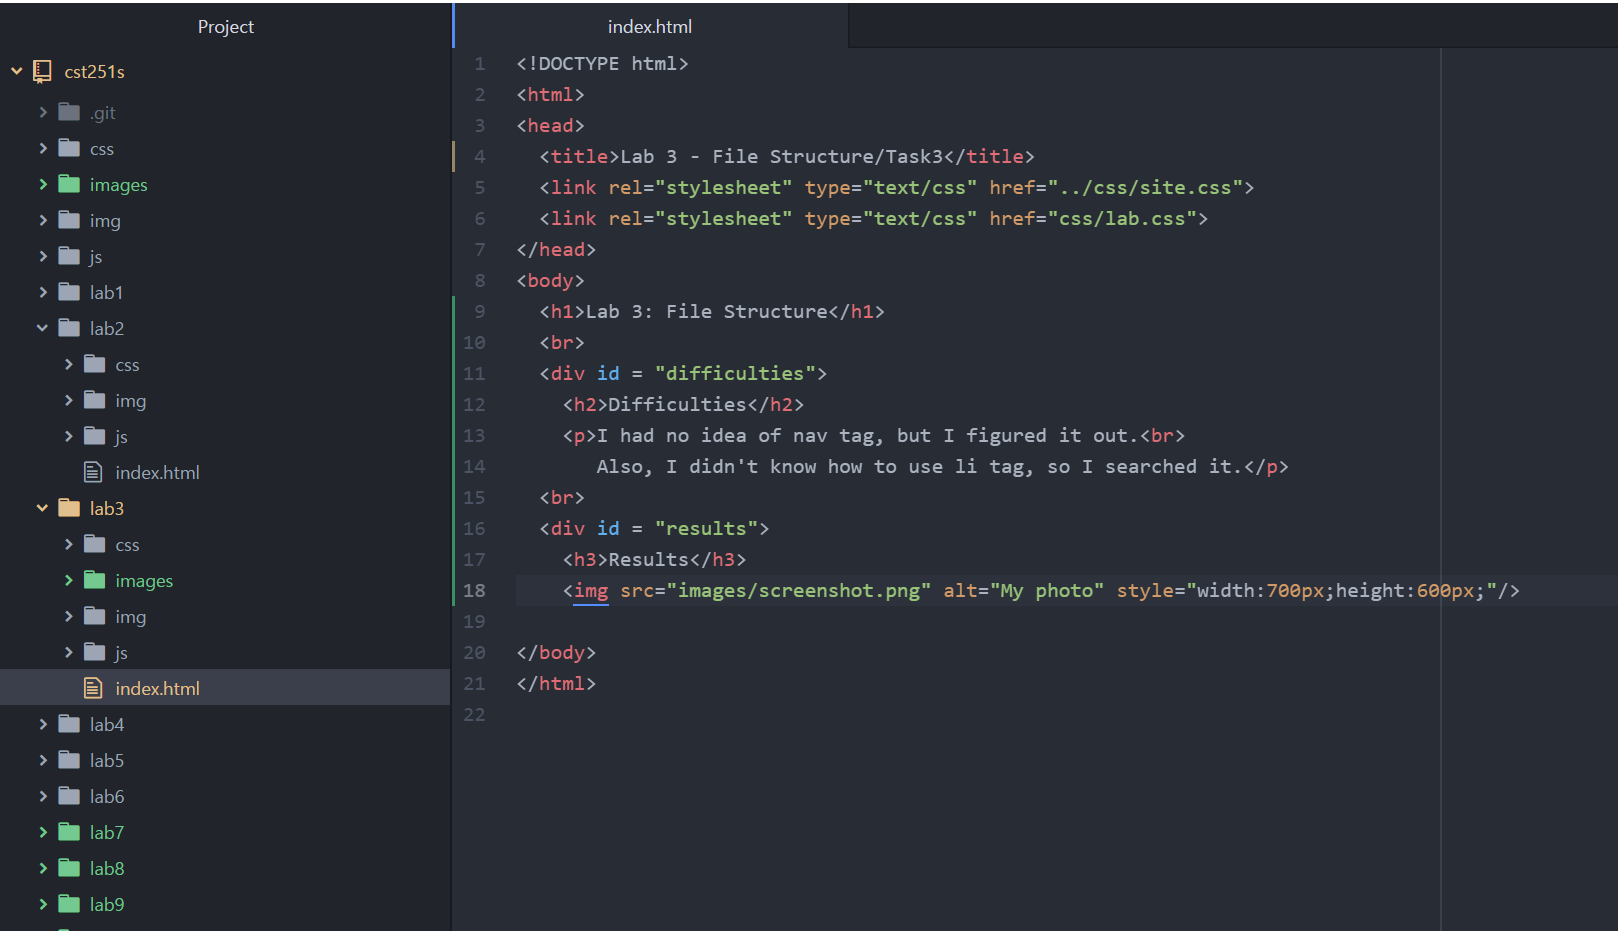 Project
cst251s
.git
css
images
img
js
lab1
lab2
css
img
js
index.html
lab3
css
images
img
js
index.html
lab4
lab5
lab6
lab7
lab8
lab9
index.html
1 <!DOCTYPE html>
2 <html>
3 <head>
4 <title>Lab 3 - File Structure/Task3</title>
5 <link rel="stylesheet" type="text/css" href="../css/site.css">
6 <link rel="stylesheet" type="text/css" href="css/lab.css">
7 </head>
8 <body>
9 <h1>Lab 3: File Structure</h1>
10 <br>
11 <div id = "difficulties">
12 <h2>Difficulties</h2>
13 <p>I had no idea of nav tag, but I figured it out.<br>
14 Also, I didn't know how to use li tag, so I searched it.</p>
15 <br>
16 <div id = "results">
17 <h3>Results</h3>
18 <img src="images/screenshot.png" alt="My photo" style="width:700px;height:600px;"/>
19
20 </body>
21 </html>
22